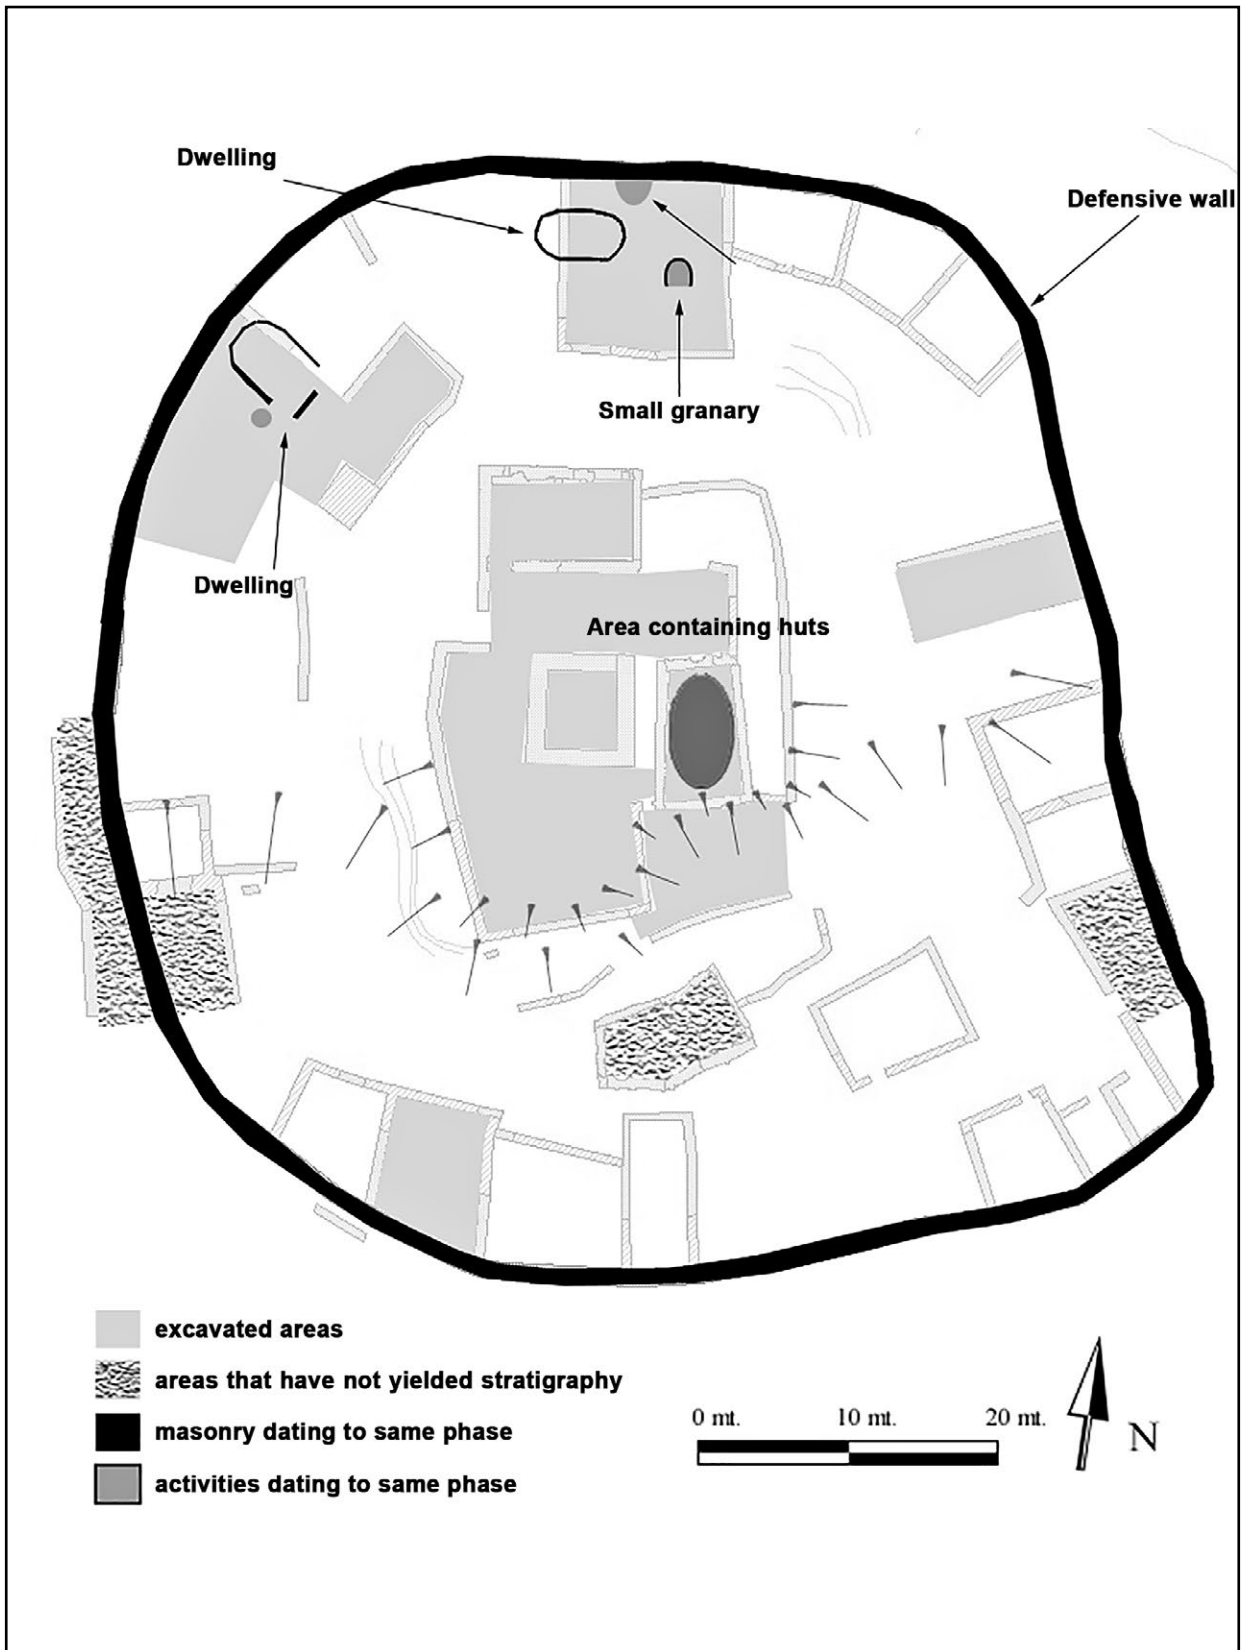 Dwelling
Defensive wall
Small granary
Dwelling
Area containing huts
excavated areas
areas that have not yielded stratigraphy
masonry dating to same phase
activities dating to same phase
0 mt. 10 mt. 20 mt.
N